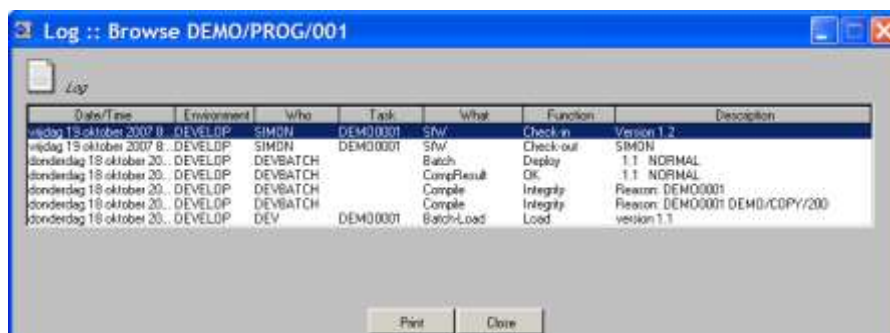 Log :: Browse DEMO/PROG/001
Log
Date/Time Environment Who Task What Function Description
vrijdag 19 oktober 2007 8... DEVELOP SIMON DEMO0001 SfW Check-in Version 1.2
vrijdag 19 oktober 2007 8:... DEVELOP SIMON DEMO0001 SfW Check-out SIMON
donderdag 18 oktober 20... DEVELOP DEVBATCH Batch Deploy 1.1 NORMAL
donderdag 18 oktober 20... DEVELOP DEVBATCH CompResult OK 1.1 NORMAL
donderdag 18 oktober 20... DEVELOP DEVBATCH Compile Integrity Reason: DEMO0001
donderdag 18 oktober 20... DEVELOP DEVBATCH Compile Integrity Reason: DEMO0001 DEMO/COPY/200
donderdag 18 oktober 20... DEVELOP DEV DEMO0001 Batch-Load Load version 1.1
Print Close